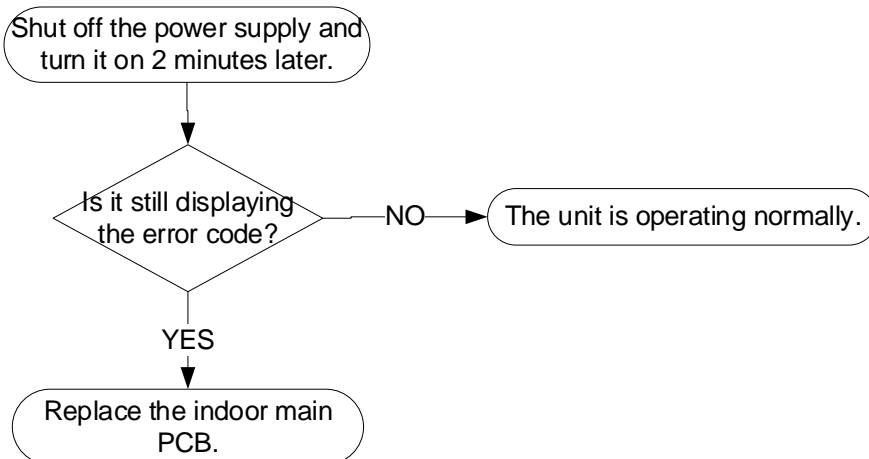 Shut off the power supply and
turn it on 2 minutes later.
Is it still displaying
the error code?
NO
The unit is operating normally.
YES
Replace the indoor main
PCB.